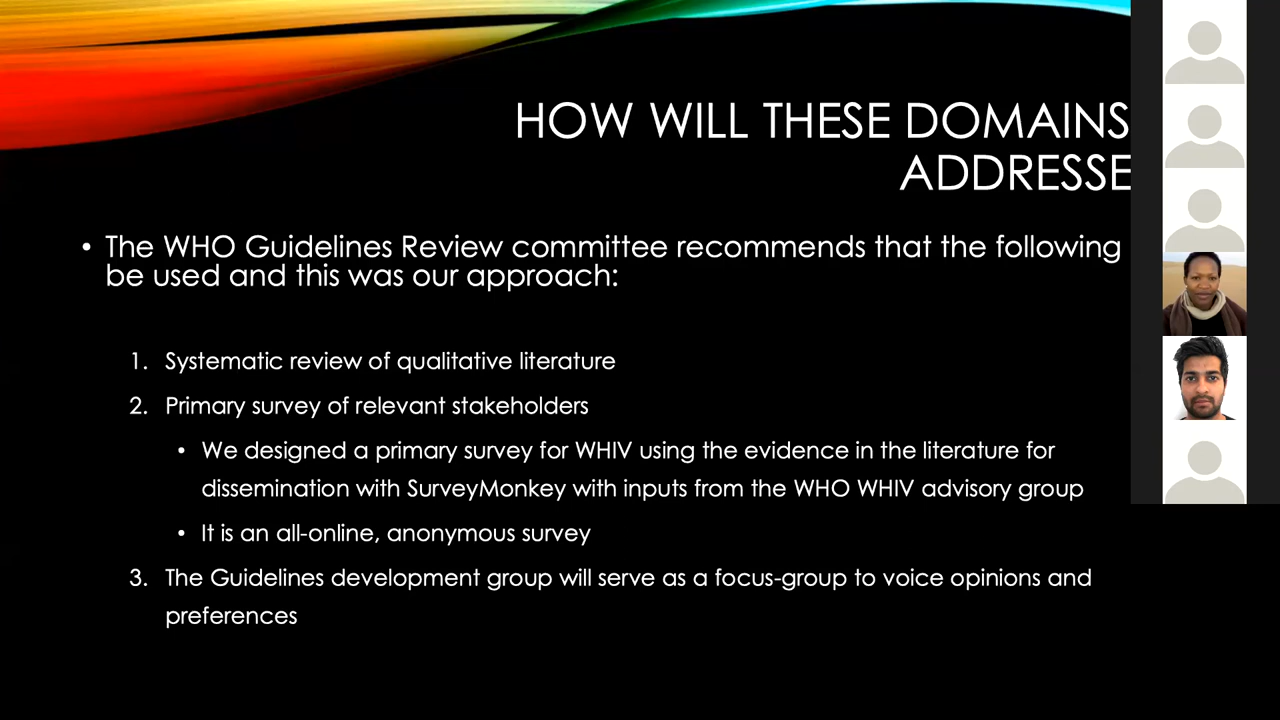 HOW WILL THESE DOMAINS
ADDRESSE
• The WHO Guidelines Review committee recommends that the following
be used and this was our approach:
1. Systematic review of qualitative literature
2. Primary survey of relevant stakeholders
• We designed a primary survey for WHIV using the evidence in the literature for
dissemination with SurveyMonkey with inputs from the WHO WHIV advisory group
• It is an all-online, anonymous survey
3. The Guidelines development group will serve as a focus-group to voice opinions and
preferences